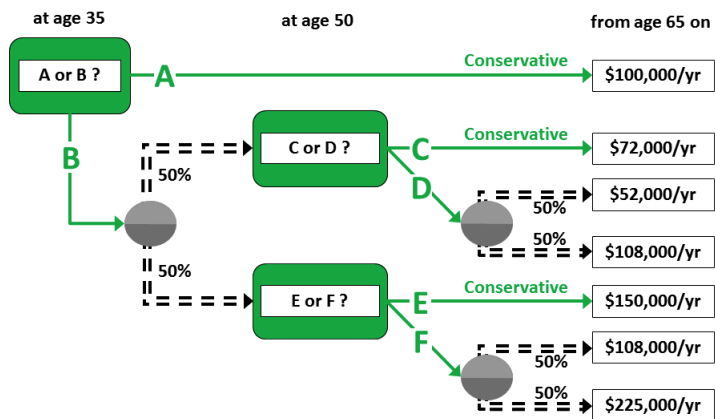 at age 35
at age 50
from age 65 on
A or B ?
A
Conservative
$100,000/yr
B
50%
C or D ?
C
Conservative
$72,000/yr
D
50%
$52,000/yr
50%
$108,000/yr
50%
E or F ?
E
Conservative
$150,000/yr
F
50%
$108,000/yr
50%
$225,000/yr